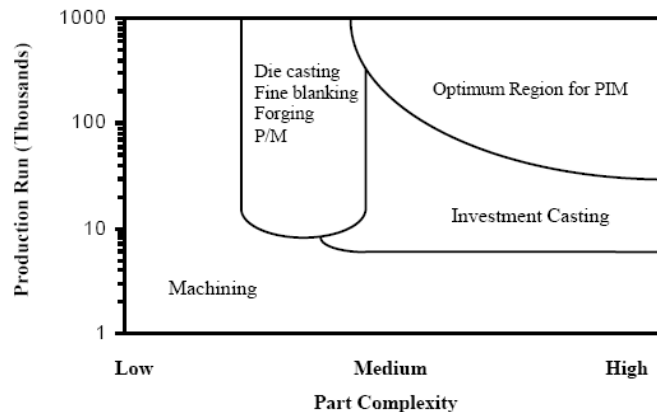 1000
100
10
1
Production Run (Thousands)
Die casting
Fine blanking
Forging
P/M
Optimum Region for PIM
Investment Casting
Machining
Low
Medium
High
Part Complexity